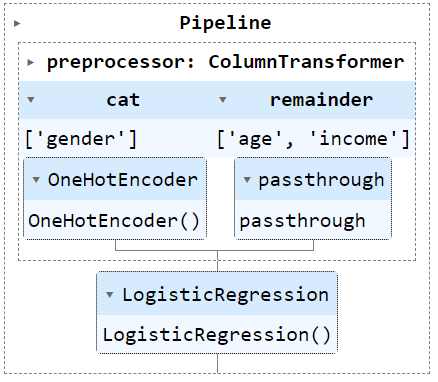 Pipeline
preprocessor: ColumnTransformer
cat
remainder
['gender']
['age', 'income']
OneHotEncoder
passthrough
OneHotEncoder()
passthrough
LogisticRegression
LogisticRegression()